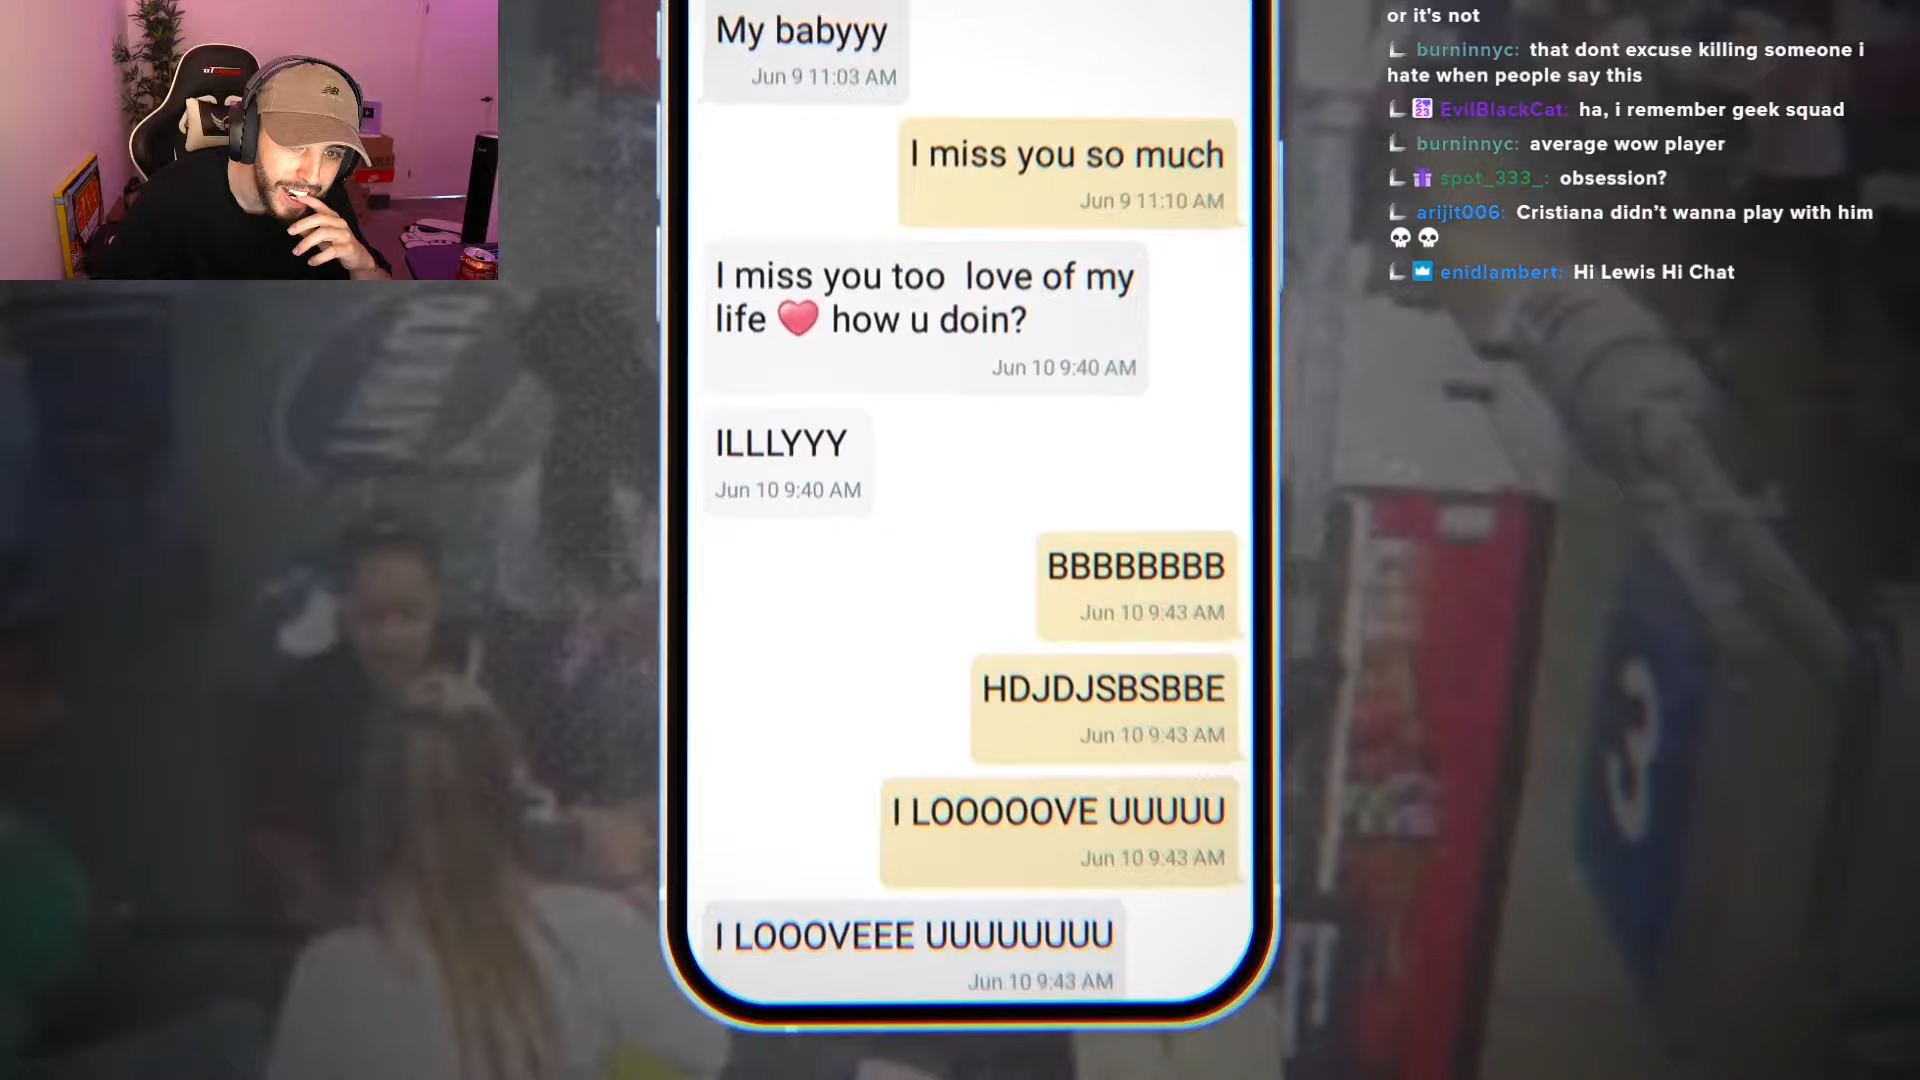 My babyyy
Jun 9 11:03 AM
I miss you so much
Jun 9 11:10 AM
I miss you too  love of my
life ❤️ how u doin?
Jun 10 9:40 AM
ILLLYYY
Jun 10 9:40 AM
BBBBBBBB
Jun 10 9:43 AM
HDJDJSBSBBE
Jun 10 9:43 AM
I LOOOOOVE UUUUU
Jun 10 9:43 AM
I LOOOVEEE UUUUUUUU
Jun 10 9:43 AM
or it's not
burninnyc: that dont excuse killing someone i
hate when people say this
EvilBlackCat: ha, i remember geek squad
burninnyc: average wow player
spot_333_: obsession?
arijit006: Cristiana didn’t wanna play with him
💀 💀
enidlambert: Hi Lewis Hi Chat
3